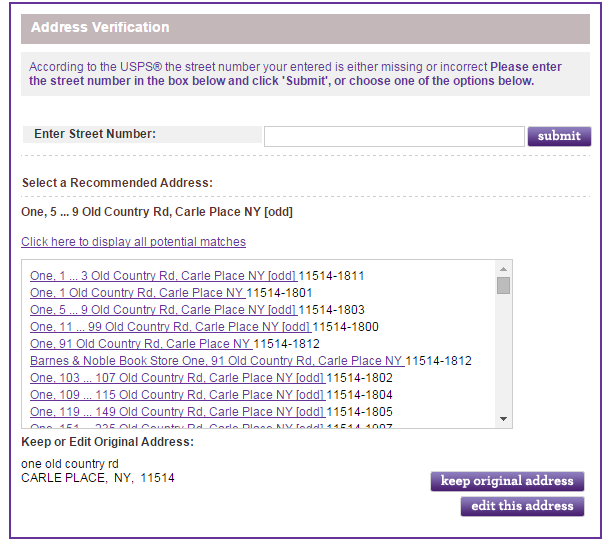 Address Verification
According to the USPS® the street number your entered is either missing or incorrect Please enter
the street number in the box below and click 'Submit', or choose one of the options below.
Enter Street Number:
submit
Select a Recommended Address:
One, 5 ... 9 Old Country Rd, Carle Place NY [odd]
Click here to display all potential matches
One, 1 ... 3 Old Country Rd, Carle Place NY [odd] 11514-1811
One, 1 Old Country Rd, Carle Place NY 11514-1801
One, 5 ... 9 Old Country Rd, Carle Place NY [odd] 11514-1803
One, 11 ... 99 Old Country Rd, Carle Place NY [odd] 11514-1800
One, 91 Old Country Rd, Carle Place NY 11514-1812
Barnes & Noble Book Store One, 91 Old Country Rd, Carle Place NY 11514-1812
One, 103 ... 107 Old Country Rd, Carle Place NY [odd] 11514-1802
One, 109 ... 115 Old Country Rd, Carle Place NY [odd] 11514-1804
One, 119 ... 149 Old Country Rd, Carle Place NY [odd] 11514-1805
One, 151 ... Old Country Rd, Carle Place NY [odd]
Keep or Edit Original Address:
one old country rd
CARLE PLACE, NY, 11514
keep original address
edit this address